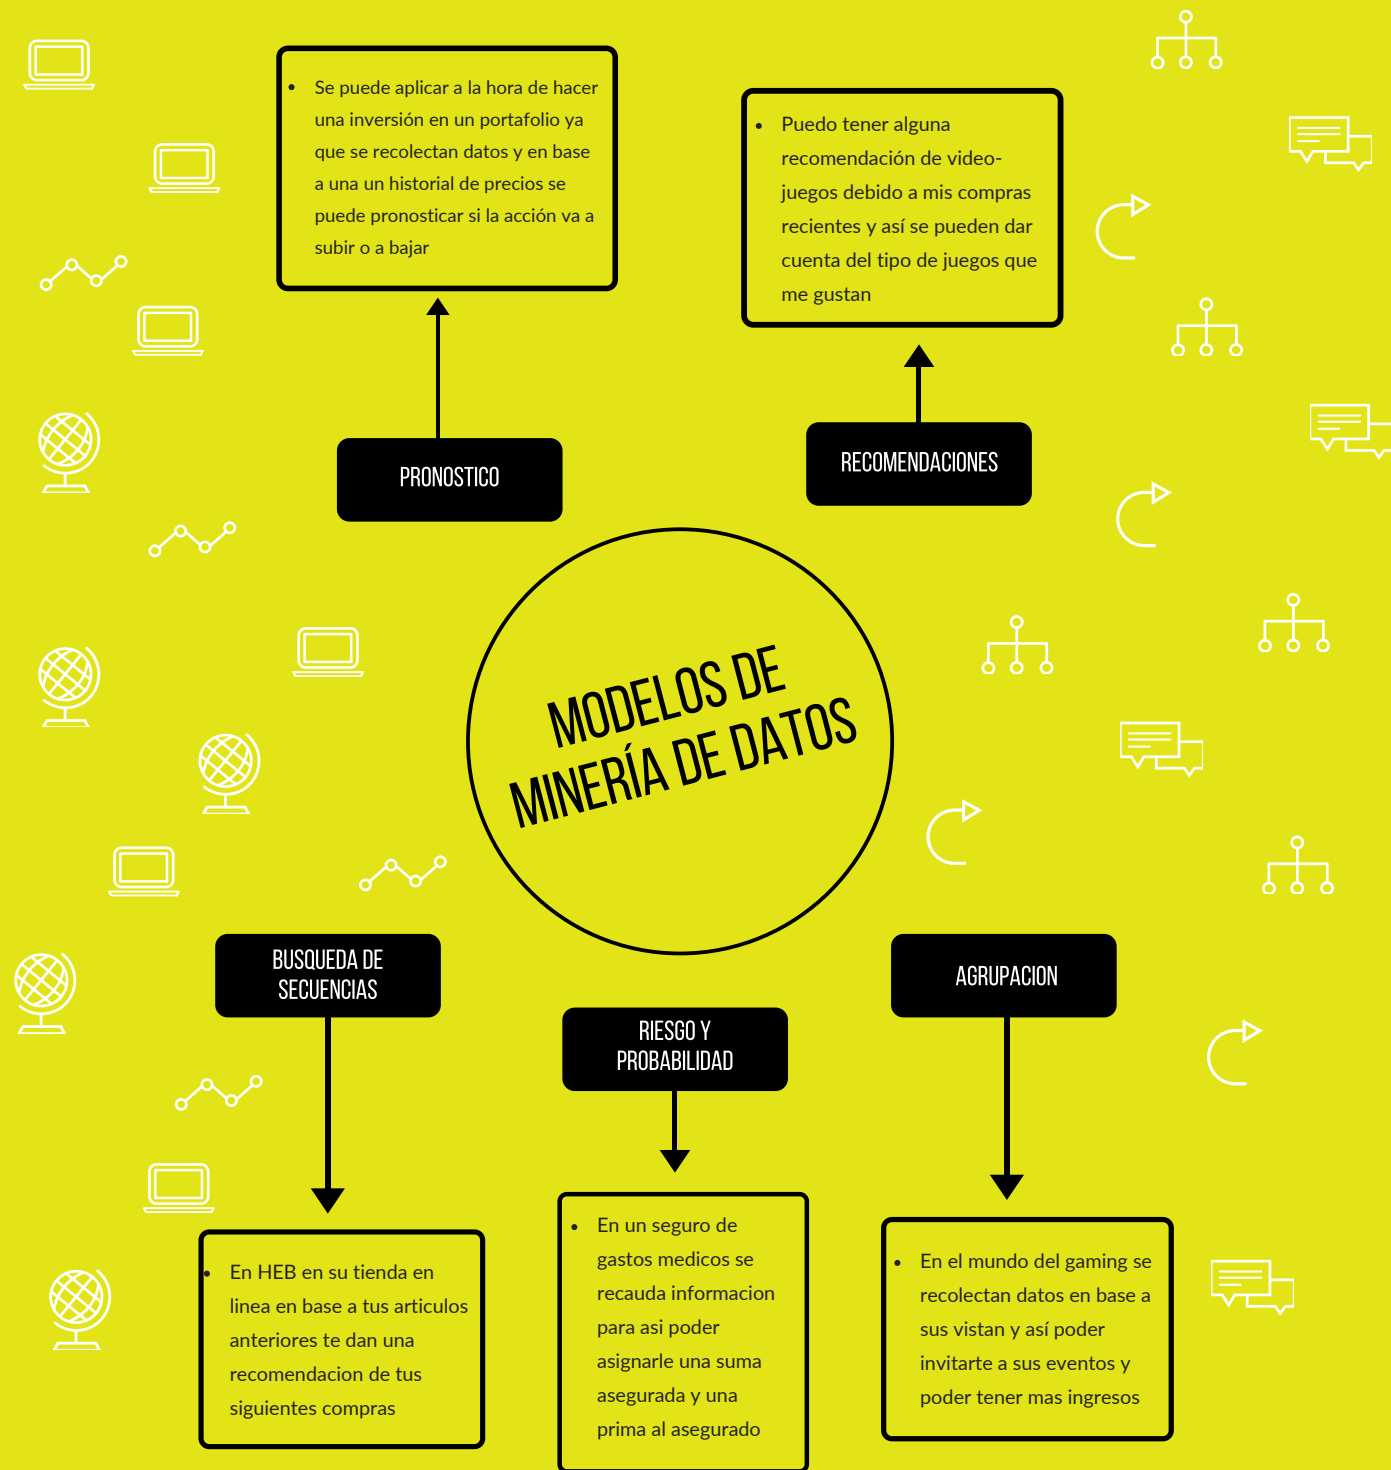 • Se puede aplicar a la hora de hacer
una inversión en un portafolio ya
que se recolectan datos y en base
a una un historial de precios se
puede pronosticar si la acción va a
subir o a bajar
• Puedo tener alguna
recomendación de video-
juegos debido a mis compras
recientes y así se pueden dar
cuenta del tipo de juegos que
me gustan
PRONOSTICO
RECOMENDACIONES
MODELOS DE
MINERÍA DE DATOS
BUSQUEDA DE
SECUENCIAS
RIESGO Y
PROBABILIDAD
AGRUPACION
• En HEB en su tienda en
linea en base a tus articulos
anteriores te dan una
recomendacion de tus
siguientes compras
• En un seguro de
gastos medicos se
recauda informacion
para asi poder
asignarle una suma
asegurada y una
prima al asegurado
• En el mundo del gaming se
recolectan datos en base a
sus vistan y así poder
invitarte a sus eventos y
poder tener mas ingresos